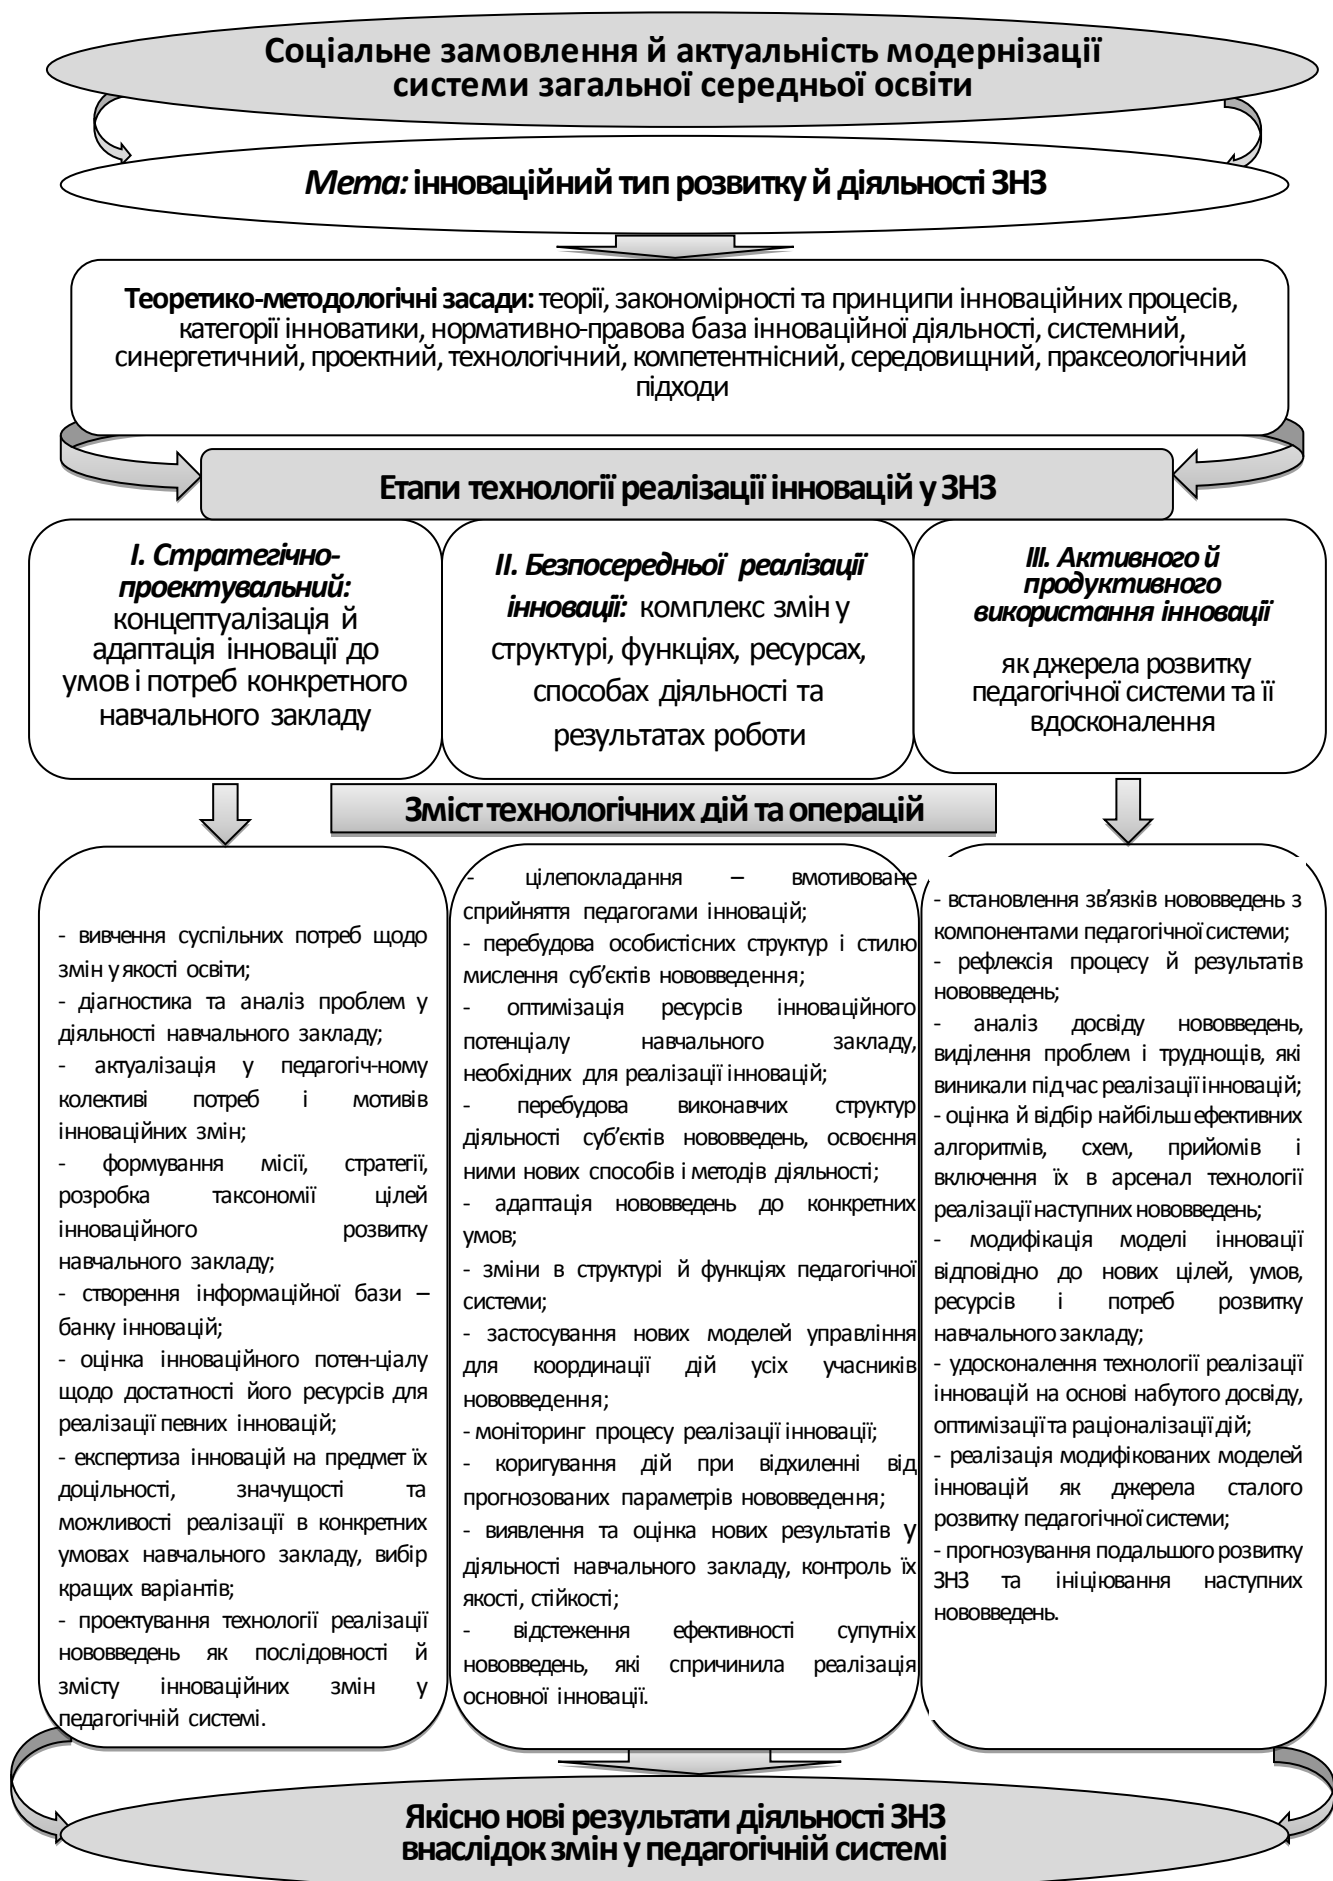 Соціальне замовлення й актуальність модернізації
системи загальної середньої освіти
Мета: інноваційний тип розвитку й діяльності ЗНЗ
Теоретико-методологічні засади: теорії, закономірності та принципи інноваційних процесів,
категорії інноватики, нормативно-правова база інноваційної діяльності, системний,
синергетичний, проектний, технологічний, компетентнісний, середовищний, праксеологічний
підходи
Етапи технології реалізації інновацій у ЗНЗ
І. Стратегічно-
проектувальний:
концептуалізація й
адаптація інновації до
умов і потреб конкретного
навчального закладу
ІІ. Безпосередньої реалізації
інновації: комплекс змін у
структурі, функціях, ресурсах,
способах діяльності та
результатах роботи
ІІІ. Активного й
продуктивного
використання інновації
як джерела розвитку
педагогічної системи та її
вдосконалення
Зміст технологічних дій та операцій
- вивчення суспільних потреб щодо
змін у якості освіти;
- діагностика та аналіз проблем у
діяльності навчального закладу;
- актуалізація у педагогіч-ному
колективі потреб і мотивів
інноваційних змін;
- формування місії, стратегії,
розробка таксономії цілей
інноваційного розвитку
навчального закладу;
- створення інформаційної бази –
банку інновацій;
- оцінка інноваційного потен-ціалу
щодо достатності його ресурсів для
реалізації певних інновацій;
- експертиза інновацій на предмет їх
доцільності, значущості та
можливості реалізації в конкретних
умовах навчального закладу, вибір
кращих варіантів;
- проектування технології реалізації
нововведень як послідовності й
змісту інноваційних змін у
педагогічній системі.
- цілепокладання – вмотивоване
сприйняття педагогами інновацій;
- перебудова особистісних структур і стилю
мислення суб’єктів нововведення;
- оптимізація ресурсів інноваційного
потенціалу навчального закладу,
необхідних для реалізації інновацій;
- перебудова виконавчих структур
діяльності суб’єктів нововведень, освоєння
ними нових способів і методів діяльності;
- адаптація нововведень до конкретних
умов;
- зміни в структурі й функціях педагогічної
системи;
- застосування нових моделей управління
для координації дій усіх учасників
нововведення;
- моніторинг процесу реалізації інновації;
- коригування дій при відхиленні від
прогнозованих параметрів нововведення;
- виявлення та оцінка нових результатів у
діяльності навчального закладу, контроль їх
якості, стійкості;
- відстеження ефективності супутніх
нововведень, які спричинила реалізація
основної інновації.
- встановлення зв’язків нововведень з
компонентами педагогічної системи;
- рефлексія процесу й результатів
нововведень;
- аналіз досвіду нововведень,
виділення проблем і труднощів, які
виникали під час реалізації інновацій;
- оцінка й відбір найбільш ефективних
алгоритмів, схем, прийомів і
включення їх в арсенал технології
реалізації наступних нововведень;
- модифікація моделі інновації
відповідно до нових цілей, умов,
ресурсів і потреб розвитку
навчального закладу;
- удосконалення технології реалізації
інновацій на основі набутого досвіду,
оптимізації та раціоналізації дій;
- реалізація модифікованих моделей
інновацій як джерела сталого
розвитку педагогічної системи;
- прогнозування подальшого розвитку
ЗНЗ та ініціювання наступних
нововведень.
Якісно нові результати діяльності ЗНЗ
внаслідок змін у педагогічній системі